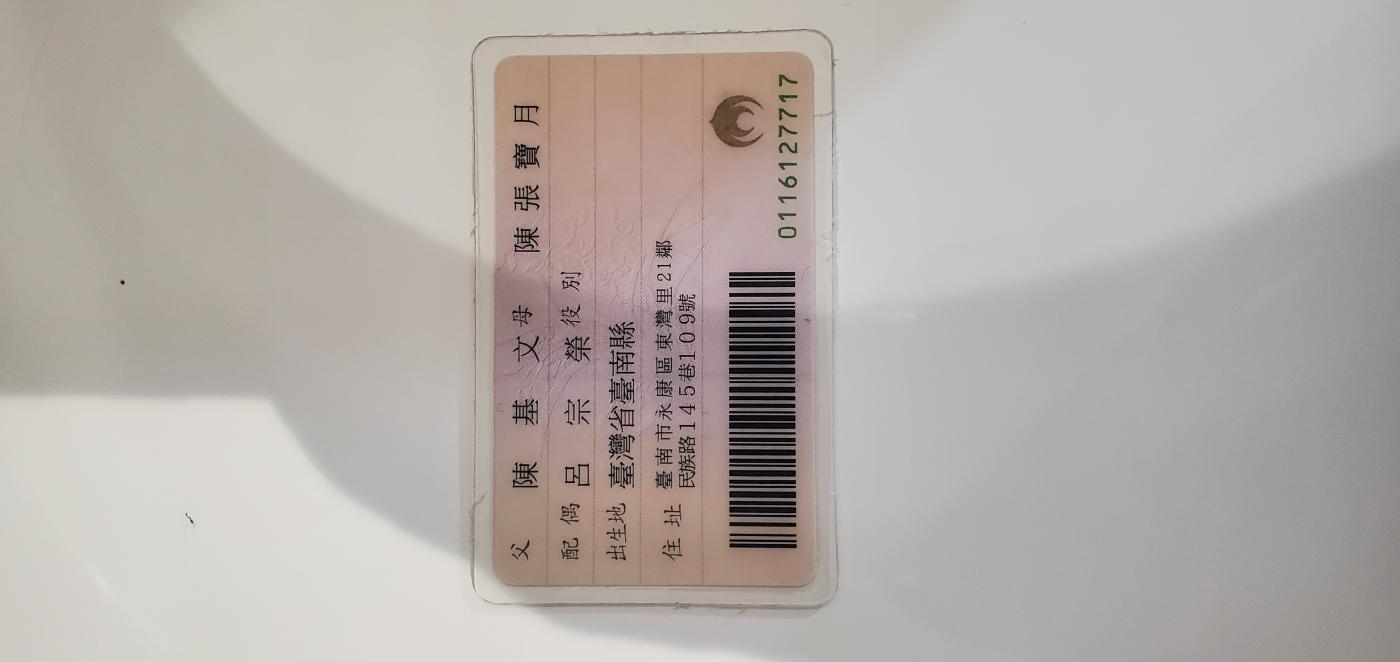 父 陳基文 母 陳張寶月
配偶 呂宗榮 役別
出生地 臺灣省臺南縣
住址 臺南市永康區東灣里21鄰
民族路145巷109號
0116127717